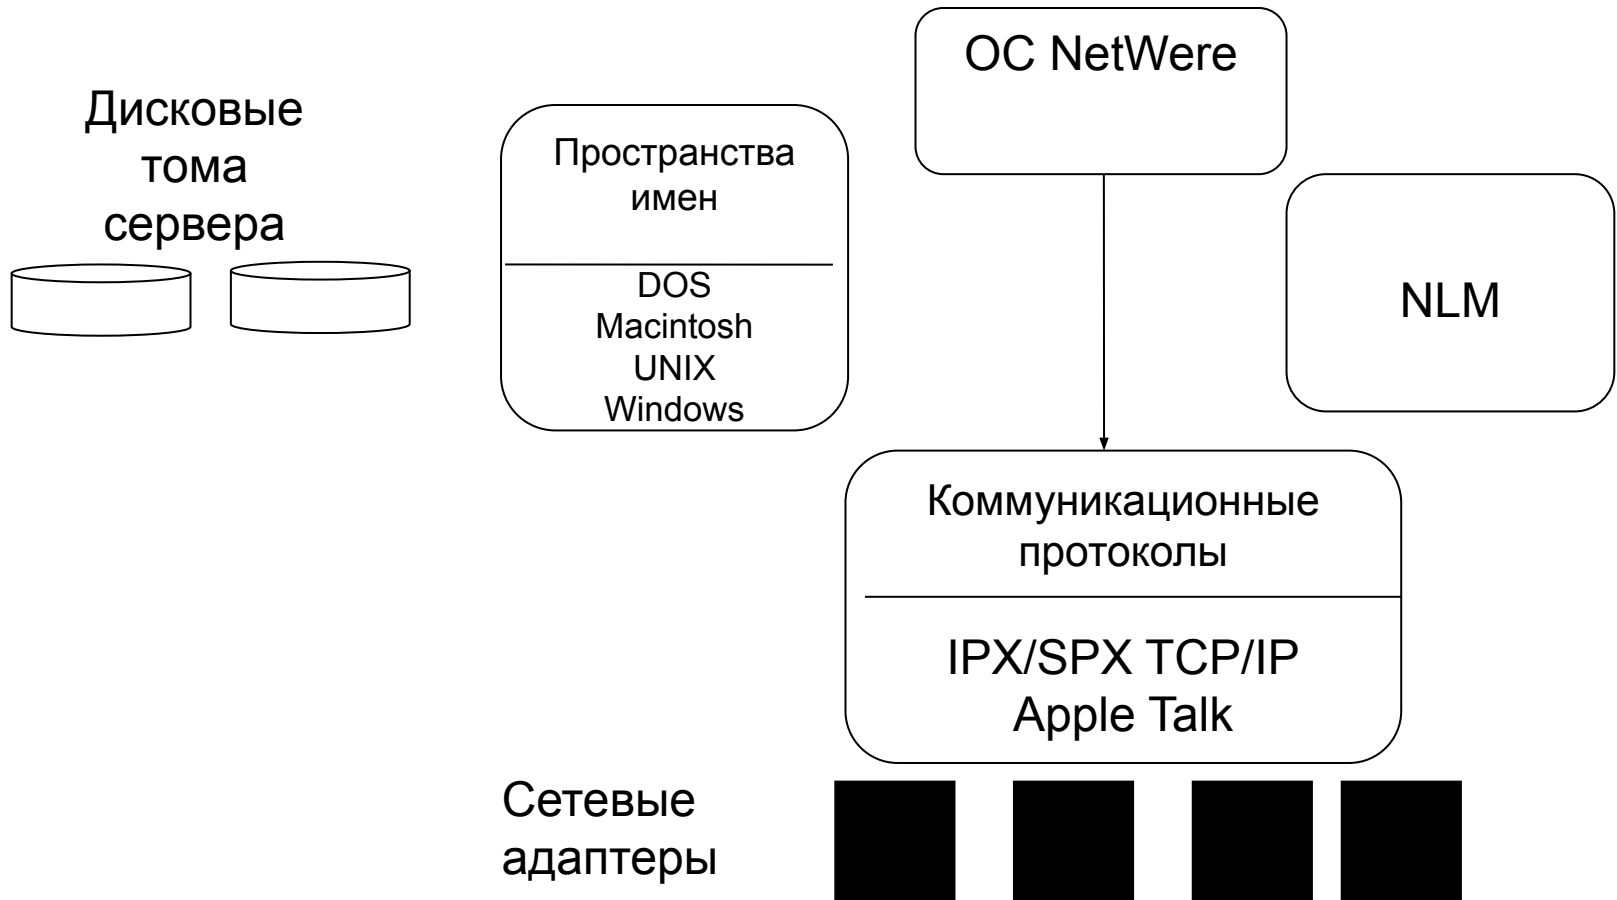 ОС NetWere
Дисковые
тома
сервера
Пространства
имен
DOS
Macintosh
UNIX
Windows
NLM
Коммуникационные
протоколы
IPX/SPX TCP/IP
Apple Talk
Сетевые
адаптеры